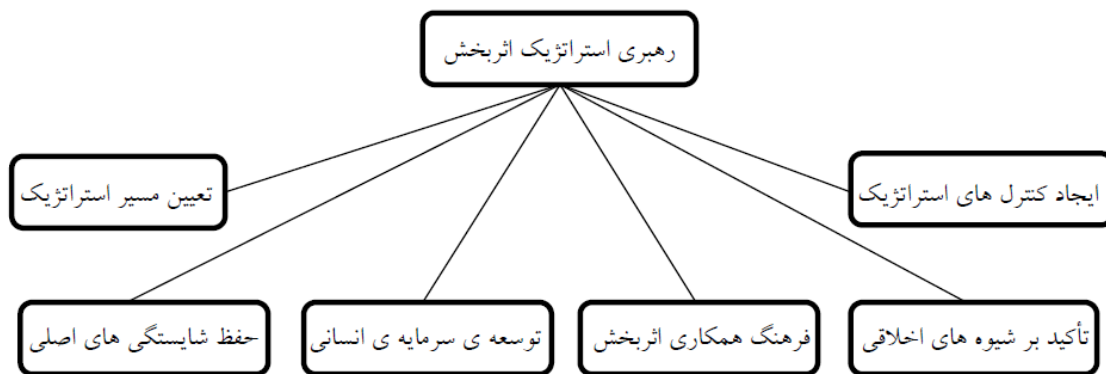 رهبری استراتژیک اثربخش
ایجاد کنترل های استراتژیک
تعیین مسیر استراتژیک
تأکید بر شیوه های اخلاقی
فرهنگ همکاری اثربخش
توسعه ی سرمایه ی انسانی
حفظ شایستگی های اصلی